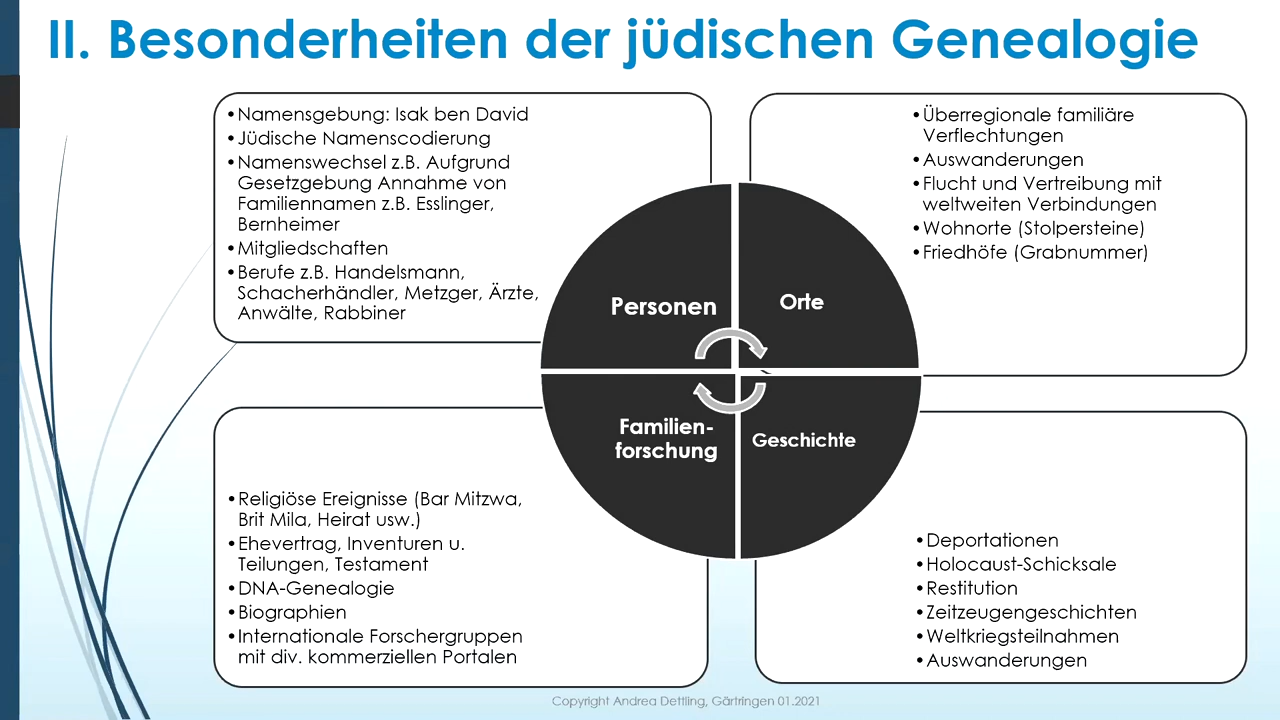 II. Besonderheiten der jüdischen Genealogie
•Namensgebung: Isak ben David
•Jüdische Namenscodierung
•Namenswechsel z.B. Aufgrund
Gesetzgebung Annahme von
Familiennamen z.B. Esslinger,
Bernheimer
•Mitgliedschaften
•Berufe z.B. Handelsmann,
Schacherhändler, Metzger, Ärzte,
Anwälte, Rabbiner
•Überregionale familiäre
Verflechtungen
•Auswanderungen
•Flucht und Vertreibung mit
weltweiten Verbindungen
•Wohnorte (Stolpersteine)
•Friedhöfe (Grabnummer)
Personen
Orte
Familien-
forschung
Geschichte
•Religiöse Ereignisse (Bar Mitzwa,
Brit Mila, Heirat usw.)
•Ehevertrag, Inventuren u.
Teilungen, Testament
•DNA-Genealogie
•Biographien
•Internationale Forschergruppen
mit div. kommerziellen Portalen
•Deportationen
•Holocaust-Schicksale
•Restitution
•Zeitzeugengeschichten
•Weltkriegsteilnahmen
•Auswanderungen
Copyright Andrea Dettling, Gärtringen 01.2021